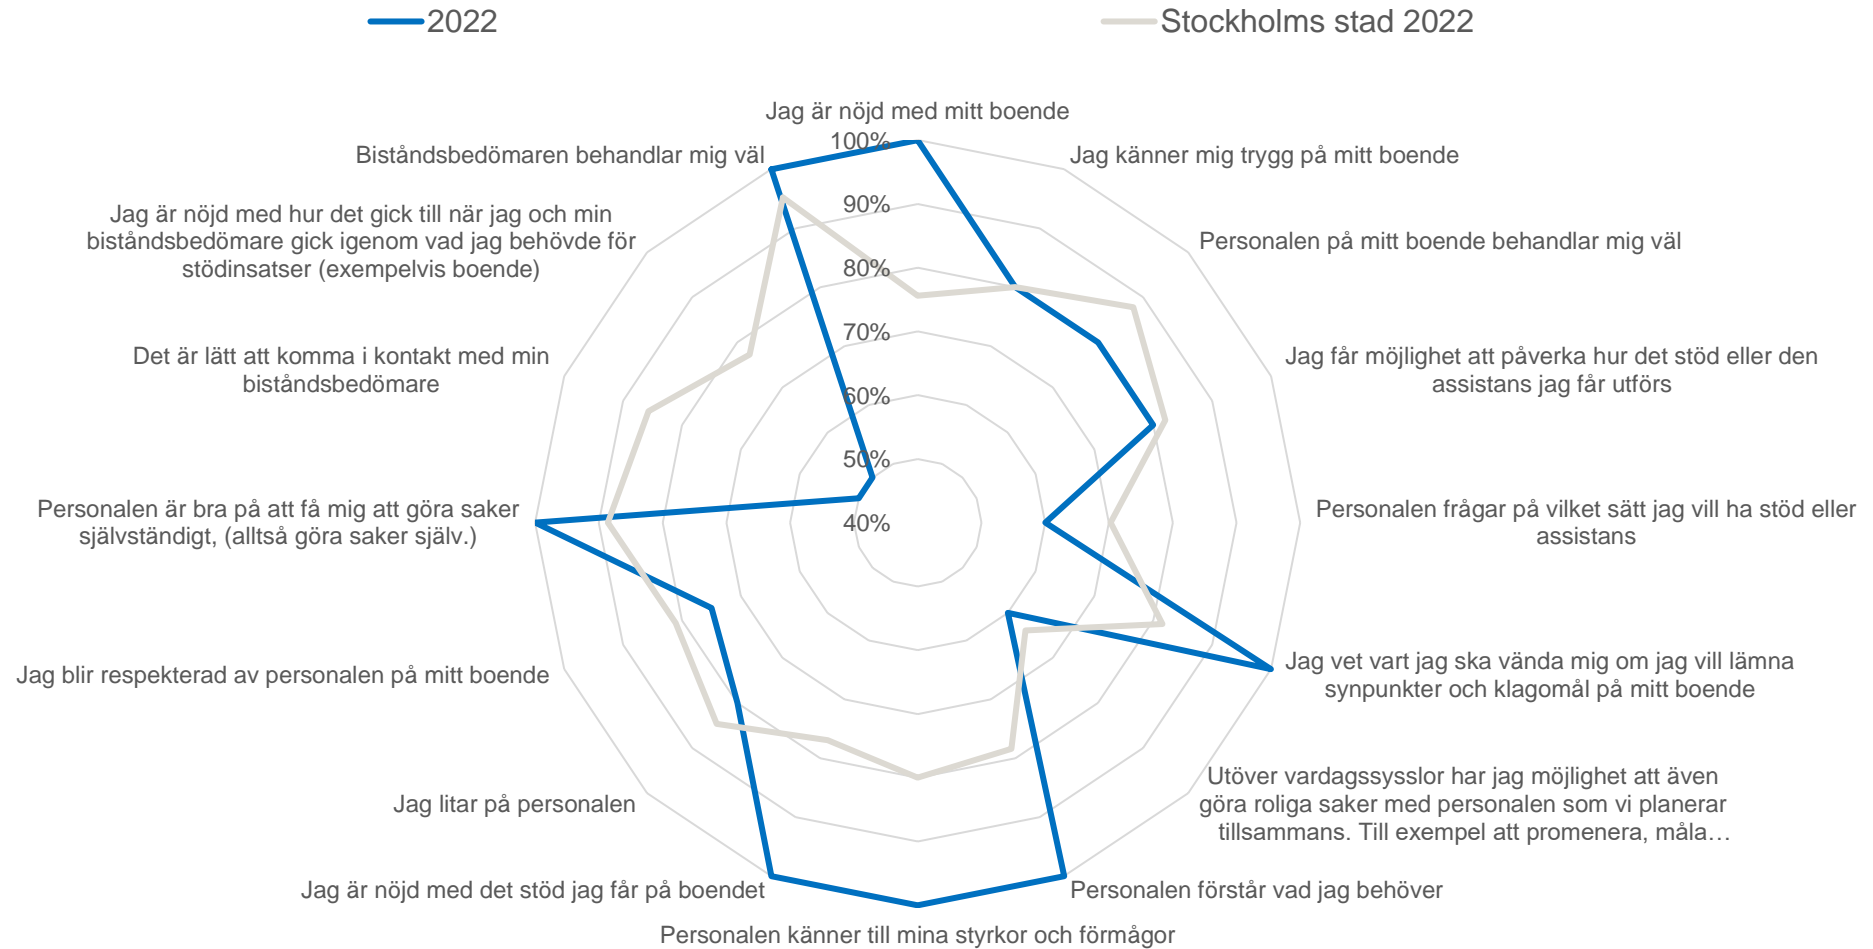 2022
Stockholms stad 2022
Jag är nöjd med mitt boende
Jag känner mig trygg på mitt boende
Personalen på mitt boende behandlar mig väl
Jag får möjlighet att påverka hur det stöd eller den
assistans jag får utförs
Personalen frågar på vilket sätt jag vill ha stöd eller
assistans
Jag vet vart jag ska vända mig om jag vill lämna
synpunkter och klagomål på mitt boende
Utöver vardagssysslor har jag möjlighet att även
göra roliga saker med personalen som vi planerar
tillsammans. Till exempel att promenera, måla…
Personalen förstår vad jag behöver
Personalen känner till mina styrkor och förmågor
Jag är nöjd med det stöd jag får på boendet
Jag litar på personalen
Jag blir respekterad av personalen på mitt boende
Personalen är bra på att få mig att göra saker
självständigt, (alltså göra saker själv.)
Det är lätt att komma i kontakt med min
biståndsbedömare
Jag är nöjd med hur det gick till när jag och min
biståndsbedömare gick igenom vad jag behövde för
stödinsatser (exempelvis boende)
Biståndsbedömaren behandlar mig väl
100%
90%
80%
70%
60%
50%
40%